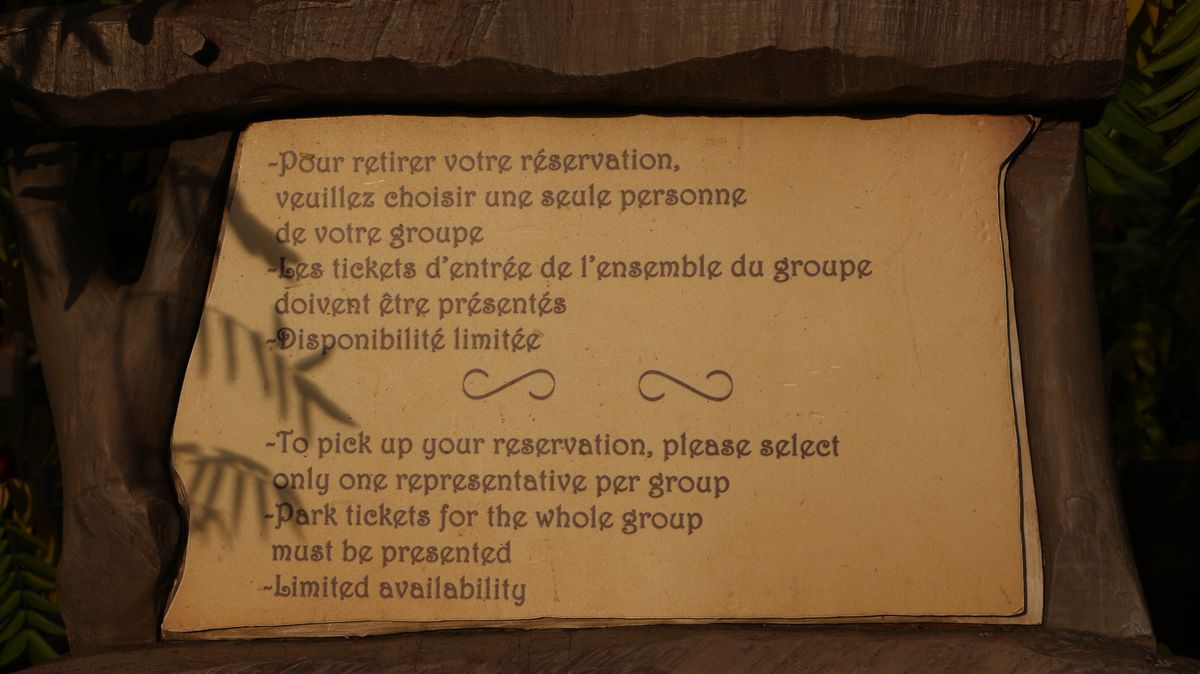 -Pour retirer votre réservation,
veuillez choisir une seule personne
de votre groupe
-Les tickets d'entrée de l'ensemble du groupe
doivent être présentés
-Disponibilité limitée
-To pick up your reservation, please select
only one representative per group
-Park tickets for the whole group
must be presented
-Limited availability